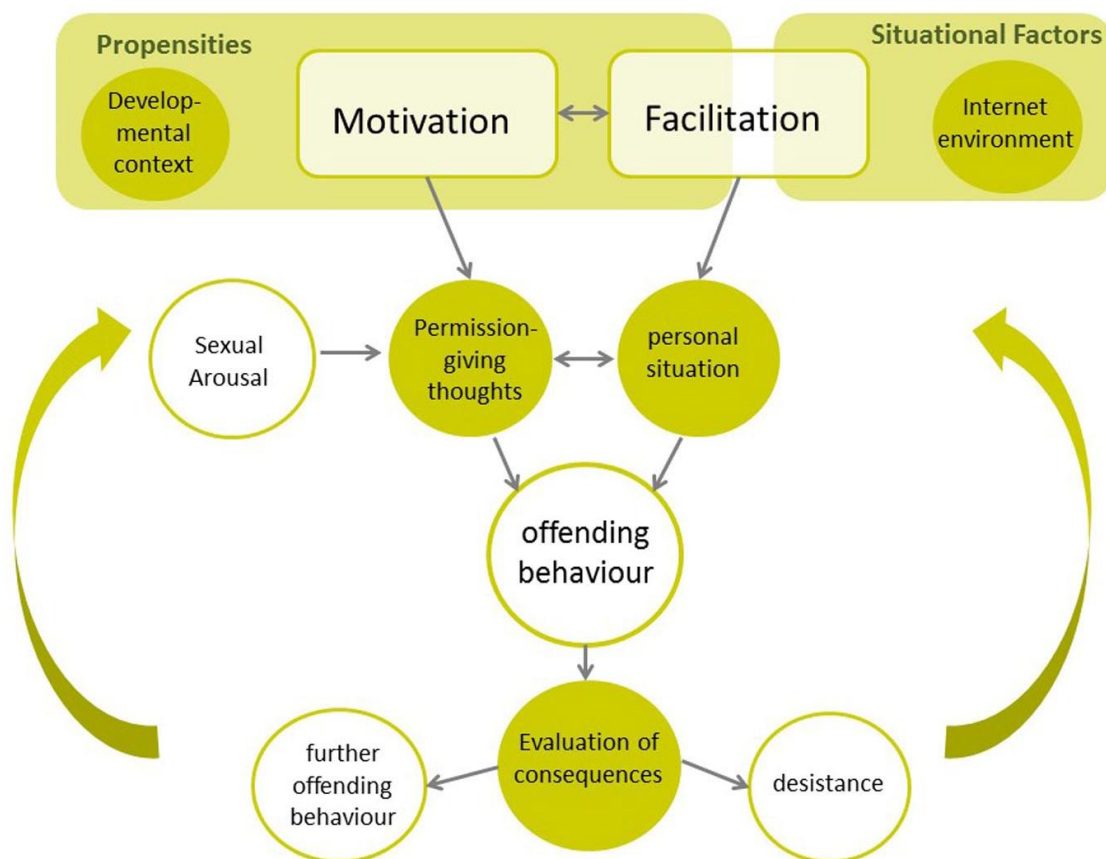 Propensities
Situational Factors
Develop-
mental
context
Motivation
Facilitation
Internet
environment
Sexual
Arousal
Permission-
giving
thoughts
personal
situation
offending
behaviour
further
offending
behaviour
Evaluation of
consequences
desistance